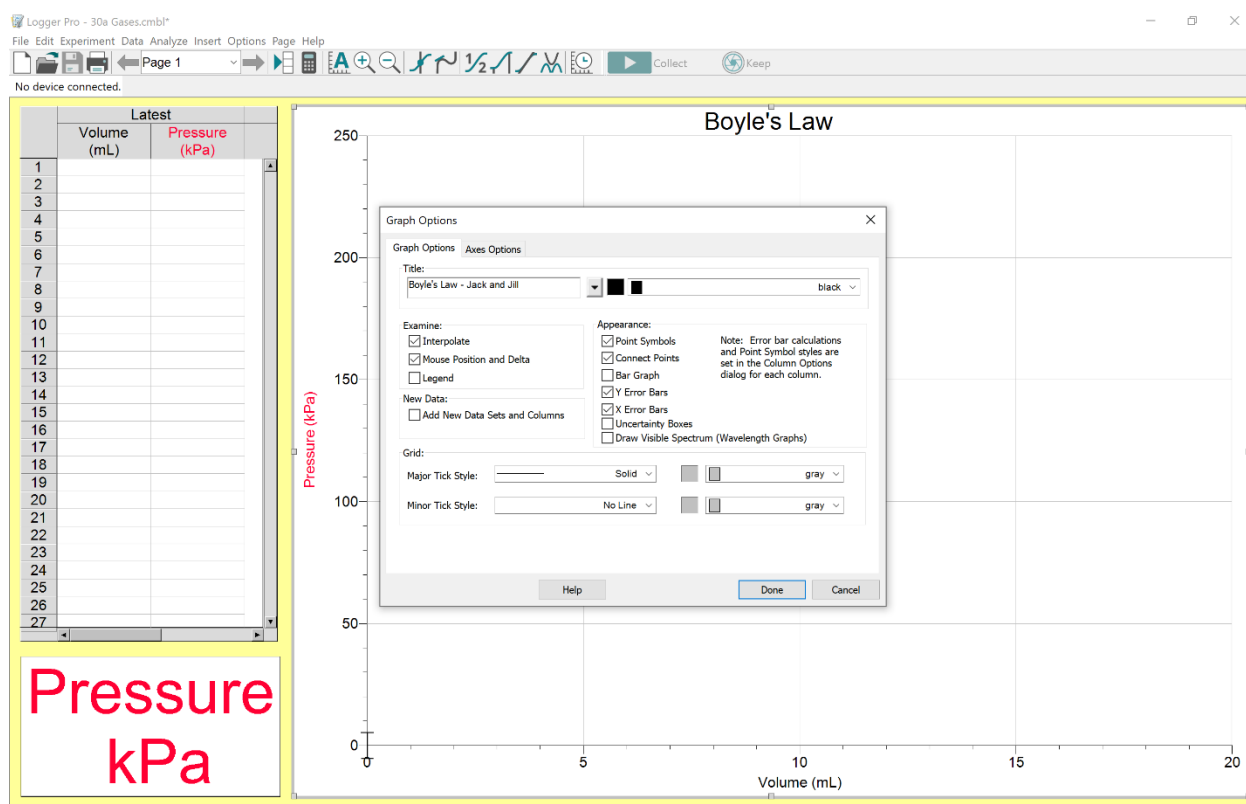 Logger Pro - 30a Gases.cmbl*
File Edit Experiment Data Analyze Insert Options Page Help
Page 1
Collect
Keep
No device connected.
Latest
Volume
(mL)
Pressure
(kPa)
1
2
3
4
5
6
7
8
9
10
11
12
13
14
15
16
17
18
19
20
21
22
23
24
25
26
27
Pressure
kPa
Boyle's Law
250
200
150
100
50
0
Pressure (kPa)
0
5
10
15
20
Volume (mL)
Graph Options
Graph Options
Axes Options
Title:
Boyle's Law - Jack and Jill
black
Examine:
Interpolate
Mouse Position and Delta
Legend
New Data:
Add New Data Sets and Columns
Appearance:
Point Symbols
Connect Points
Bar Graph
Y Error Bars
X Error Bars
Uncertainty Boxes
Draw Visible Spectrum (Wavelength Graphs)
Note: Error bar calculations
and Point Symbol styles are
set in the Column Options
dialog for each column.
Grid:
Major Tick Style:
Solid
gray
Minor Tick Style:
No Line
gray
Help
Done
Cancel